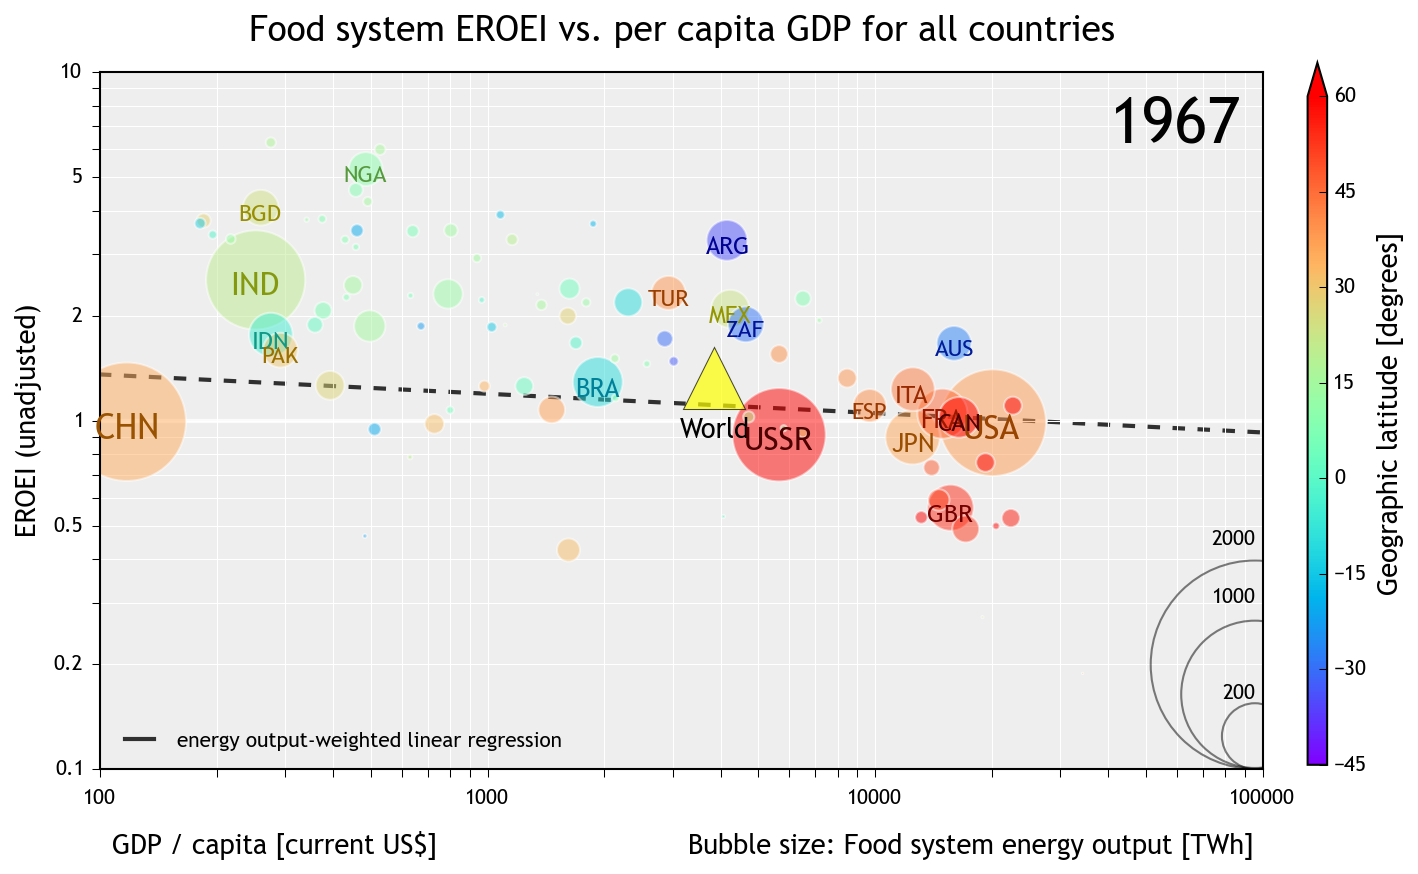 Food system EROEI vs. per capita GDP for all countries
1967
10
5
2
1
0.5
0.2
0.1
EROEI (unadjusted)
NGA
BGD
IND
IDN
PAK
CHN
ARG
TUR
MEX
ZAF
AUS
BRA
World
USSR
ESP
ITA
FR
CAN
USA
JPN
GBR
2000
1000
200
energy output-weighted linear regression
100
1000
10000
100000
GDP / capita [current US$]
Bubble size: Food system energy output [TWh]
60
45
30
15
0
−15
−30
−45
Geographic latitude [degrees]